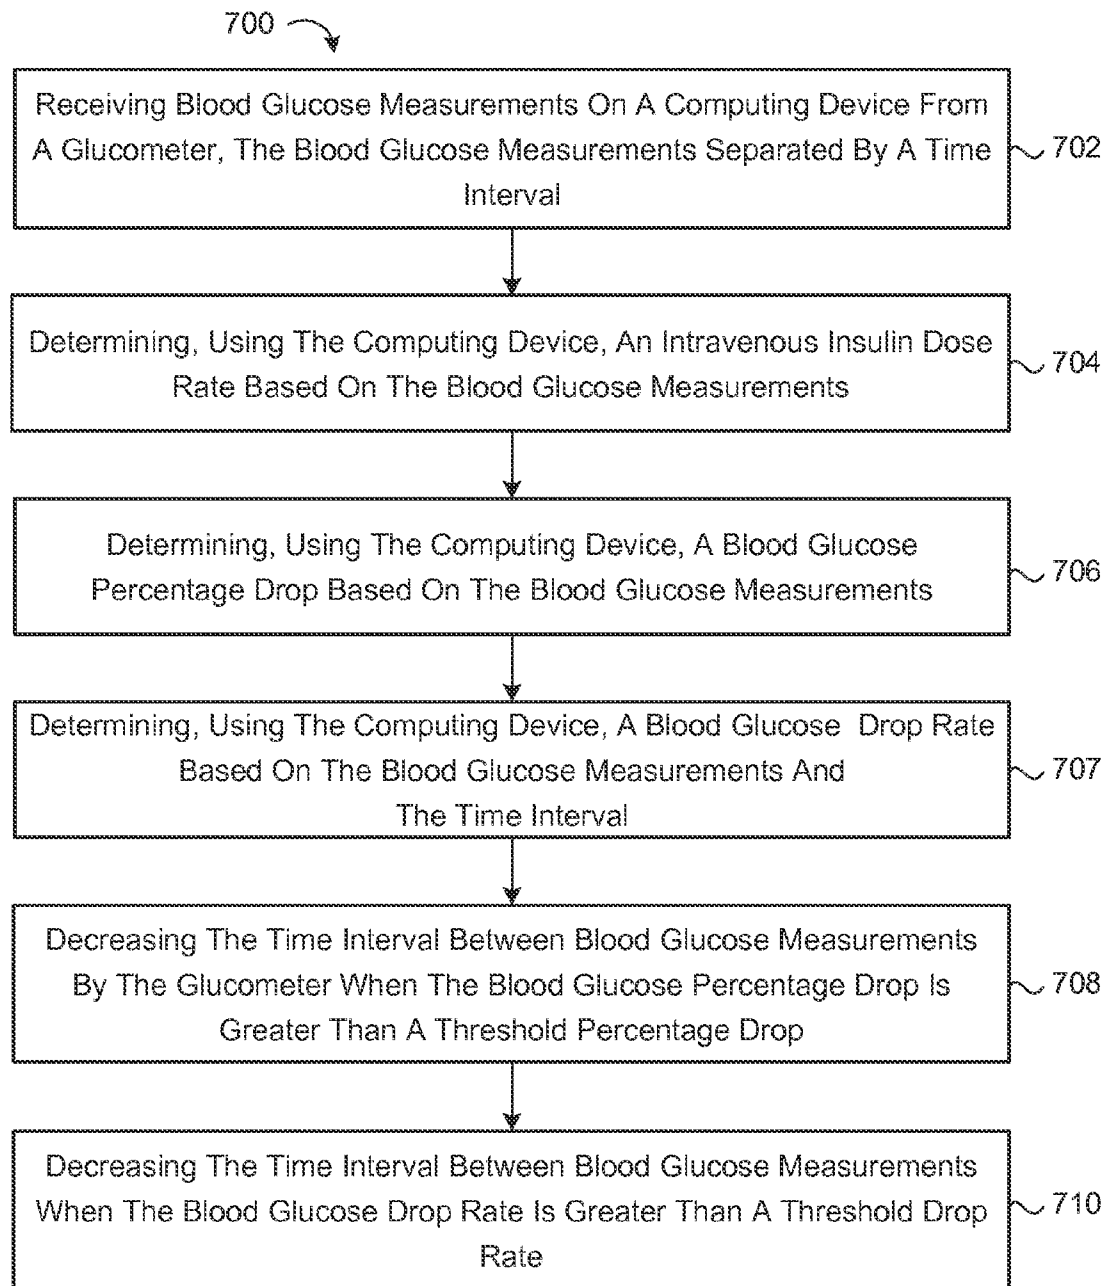 700
Receiving Blood Glucose Measurements On A Computing Device From
A Glucometer, The Blood Glucose Measurements Separated By A Time
Interval
702
Determining, Using The Computing Device, An Intravenous Insulin Dose
Rate Based On The Blood Glucose Measurements
704
Determining, Using The Computing Device, A Blood Glucose
Percentage Drop Based On The Blood Glucose Measurements
706
Determining, Using The Computing Device, A Blood Glucose Drop Rate
Based On The Blood Glucose Measurements And
The Time Interval
707
Decreasing The Time Interval Between Blood Glucose Measurements
By The Glucometer When The Blood Glucose Percentage Drop Is
Greater Than A Threshold Percentage Drop
708
Decreasing The Time Interval Between Blood Glucose Measurements
When The Blood Glucose Drop Rate Is Greater Than A Threshold Drop
Rate
710